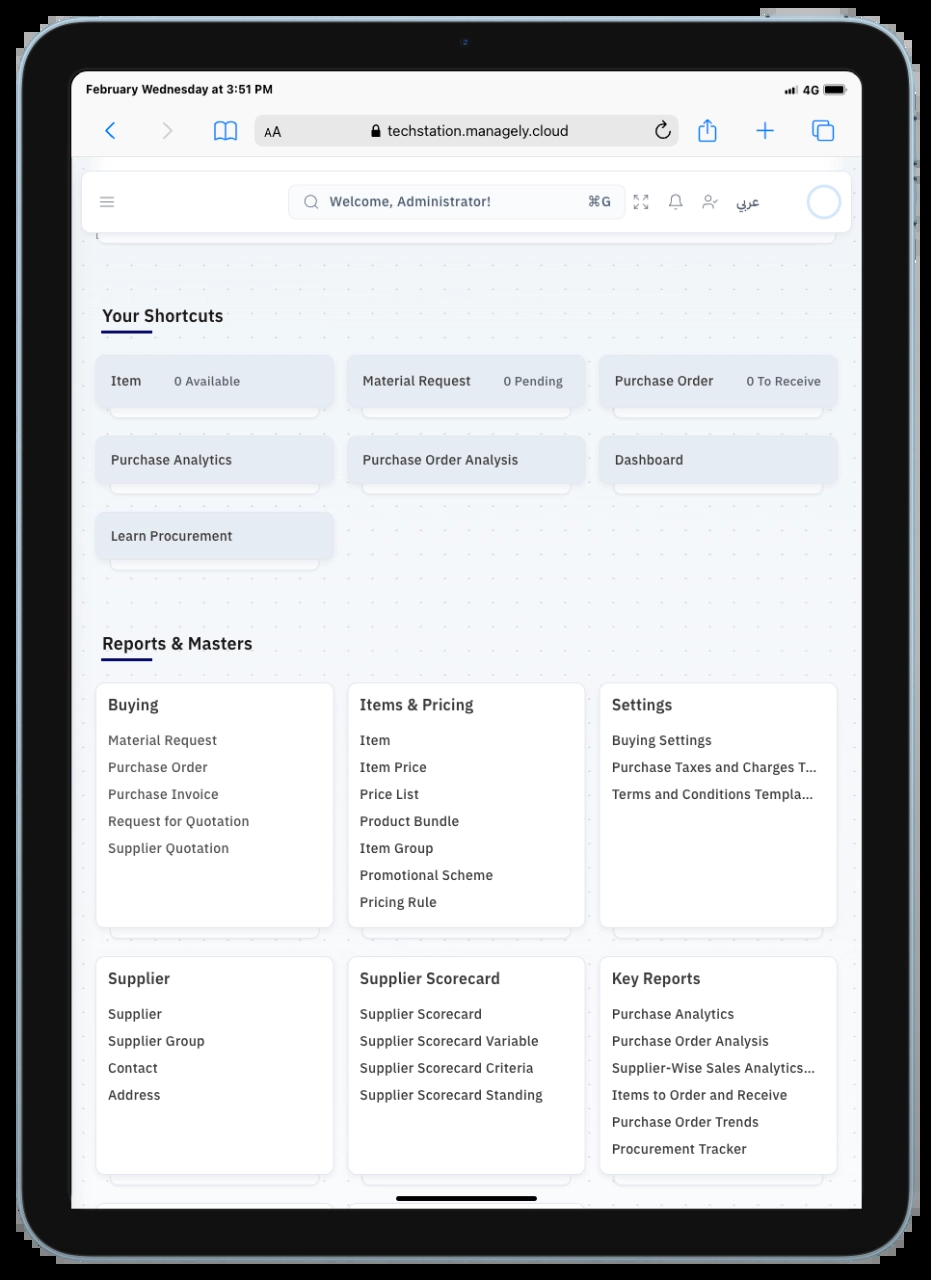 February Wednesday at 3:51 PM
4G
AA
techstation.managely.cloud
Welcome, Administrator!
⌘G
عربي
Your Shortcuts
Item 0 Available
Material Request 0 Pending
Purchase Order 0 To Receive
Purchase Analytics
Purchase Order Analysis
Dashboard
Learn Procurement
Reports & Masters
Buying
Material Request
Purchase Order
Purchase Invoice
Request for Quotation
Supplier Quotation
Items & Pricing
Item
Item Price
Price List
Product Bundle
Item Group
Promotional Scheme
Pricing Rule
Settings
Buying Settings
Purchase Taxes and Charges T...
Terms and Conditions Templa...
Supplier
Supplier
Supplier Group
Contact
Address
Supplier Scorecard
Supplier Scorecard
Supplier Scorecard Variable
Supplier Scorecard Criteria
Supplier Scorecard Standing
Key Reports
Purchase Analytics
Purchase Order Analysis
Supplier-Wise Sales Analytics...
Items to Order and Receive
Purchase Order Trends
Procurement Tracker